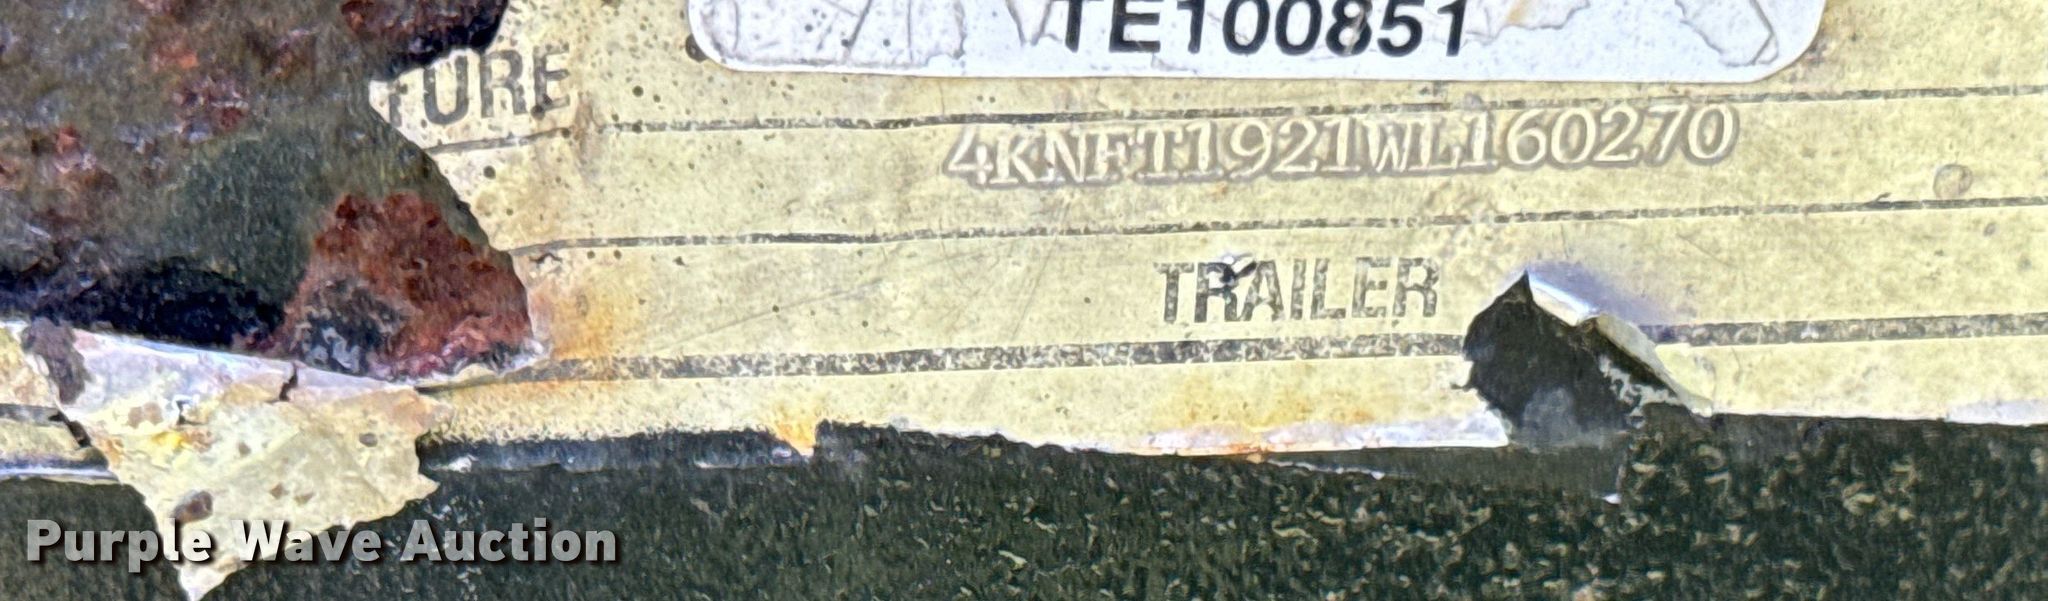 TE100851
TURE
4KNFT1921WL160270
TRAILER
Purple Wave Auction